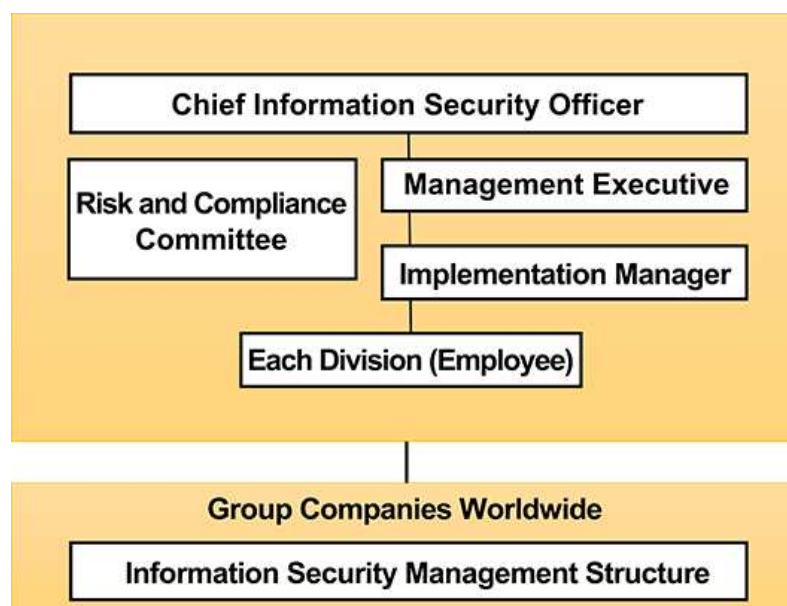 Chief Information Security Officer
Risk and Compliance
Committee
Management Executive
Implementation Manager
Each Division (Employee)
Group Companies Worldwide
Information Security Management Structure